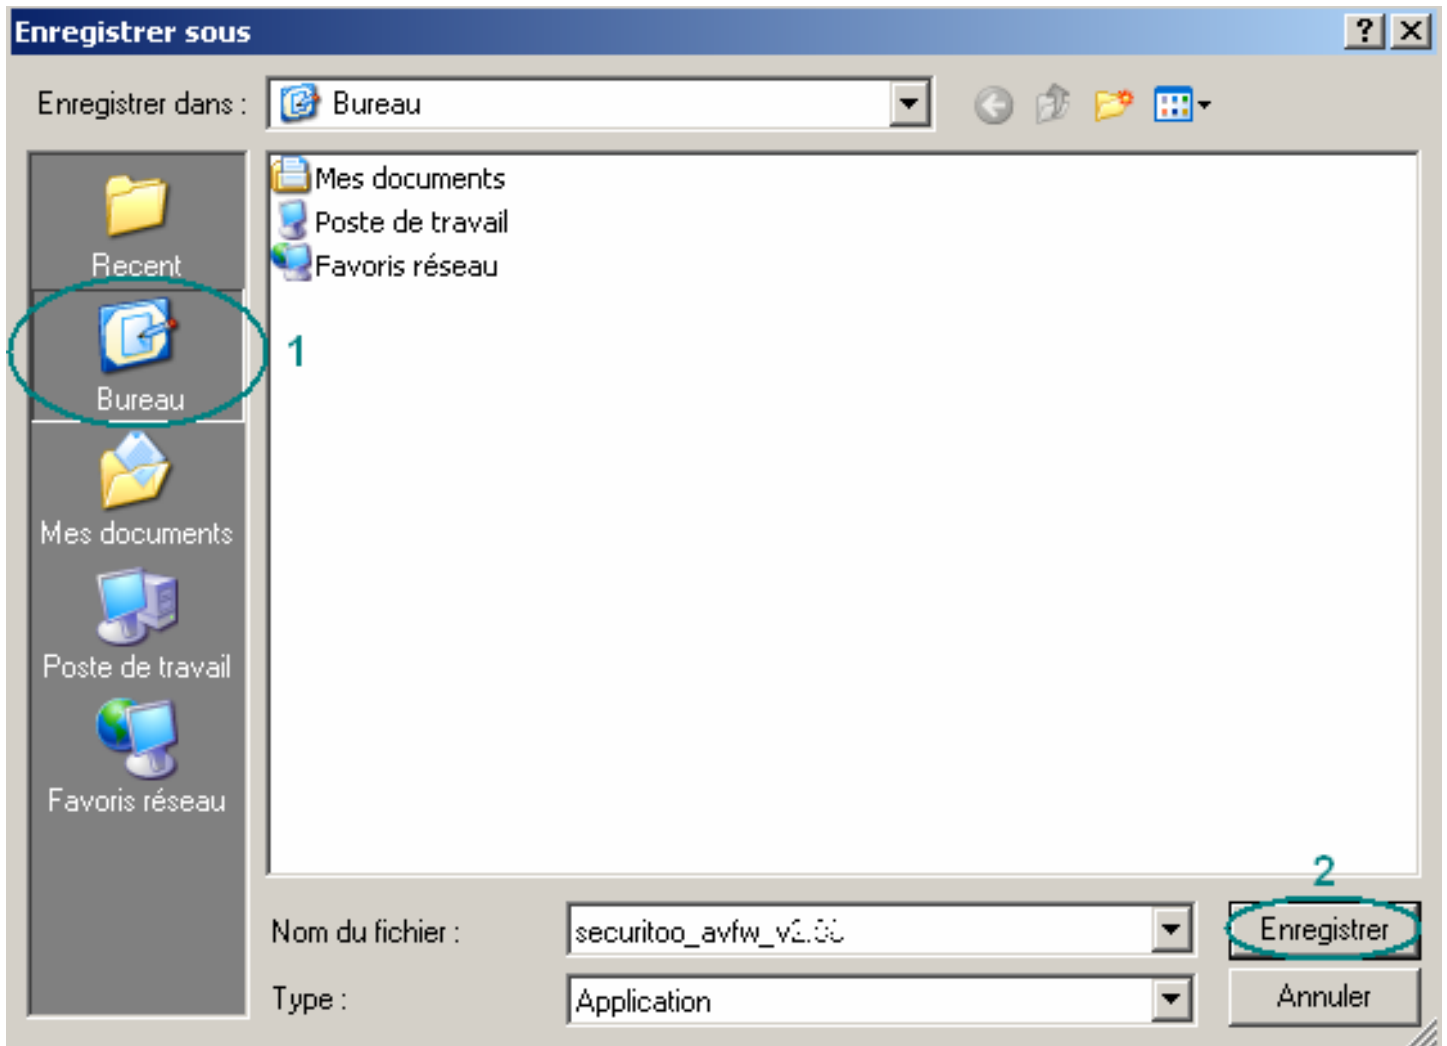 Enregistrer sous
Enregistrer dans :
Bureau
Recent
Bureau
1
Mes documents
Poste de travail
Favoris réseau
Mes documents
Poste de travail
Favoris réseau
2
Nom du fichier :
Enregistrer
Type :
Application
Annuler